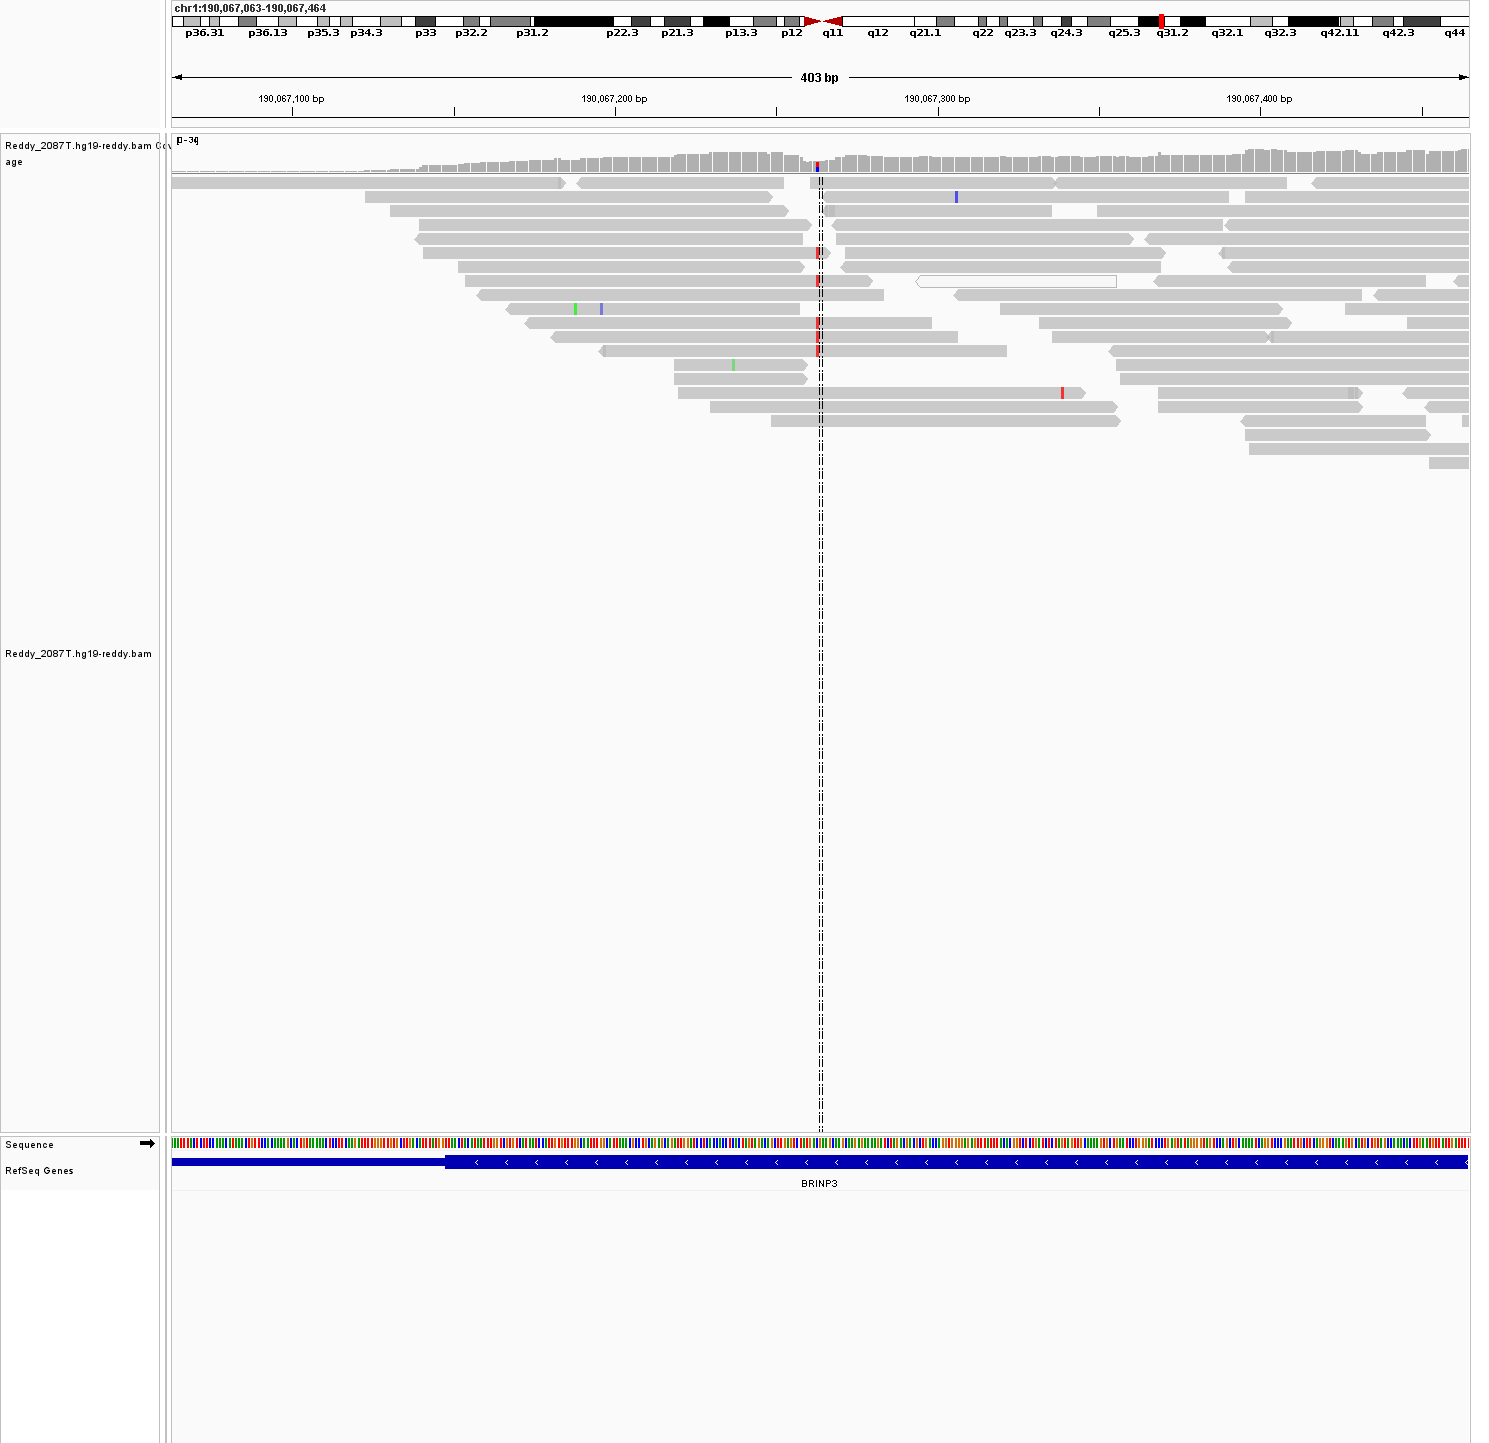 chr1:190,067,063-190,067,464
p36.31 p36.13 p35.3 p34.3 p33 p32.2 p31.2 p22.3 p21.3 p13.3 p12 q11 q12 q21.1 q22 q23.3 q24.3 q25.3 q31.2 q32.1 q32.3 q42.11 q42.3 q44
403 bp
190,067,100 bp 190,067,200 bp 190,067,300 bp 190,067,400 bp
Reddy_2087T.hg19-reddy.bam Cov
age
Reddy_2087T.hg19-reddy.bam
Sequence
RefSeq Genes
BRINP3